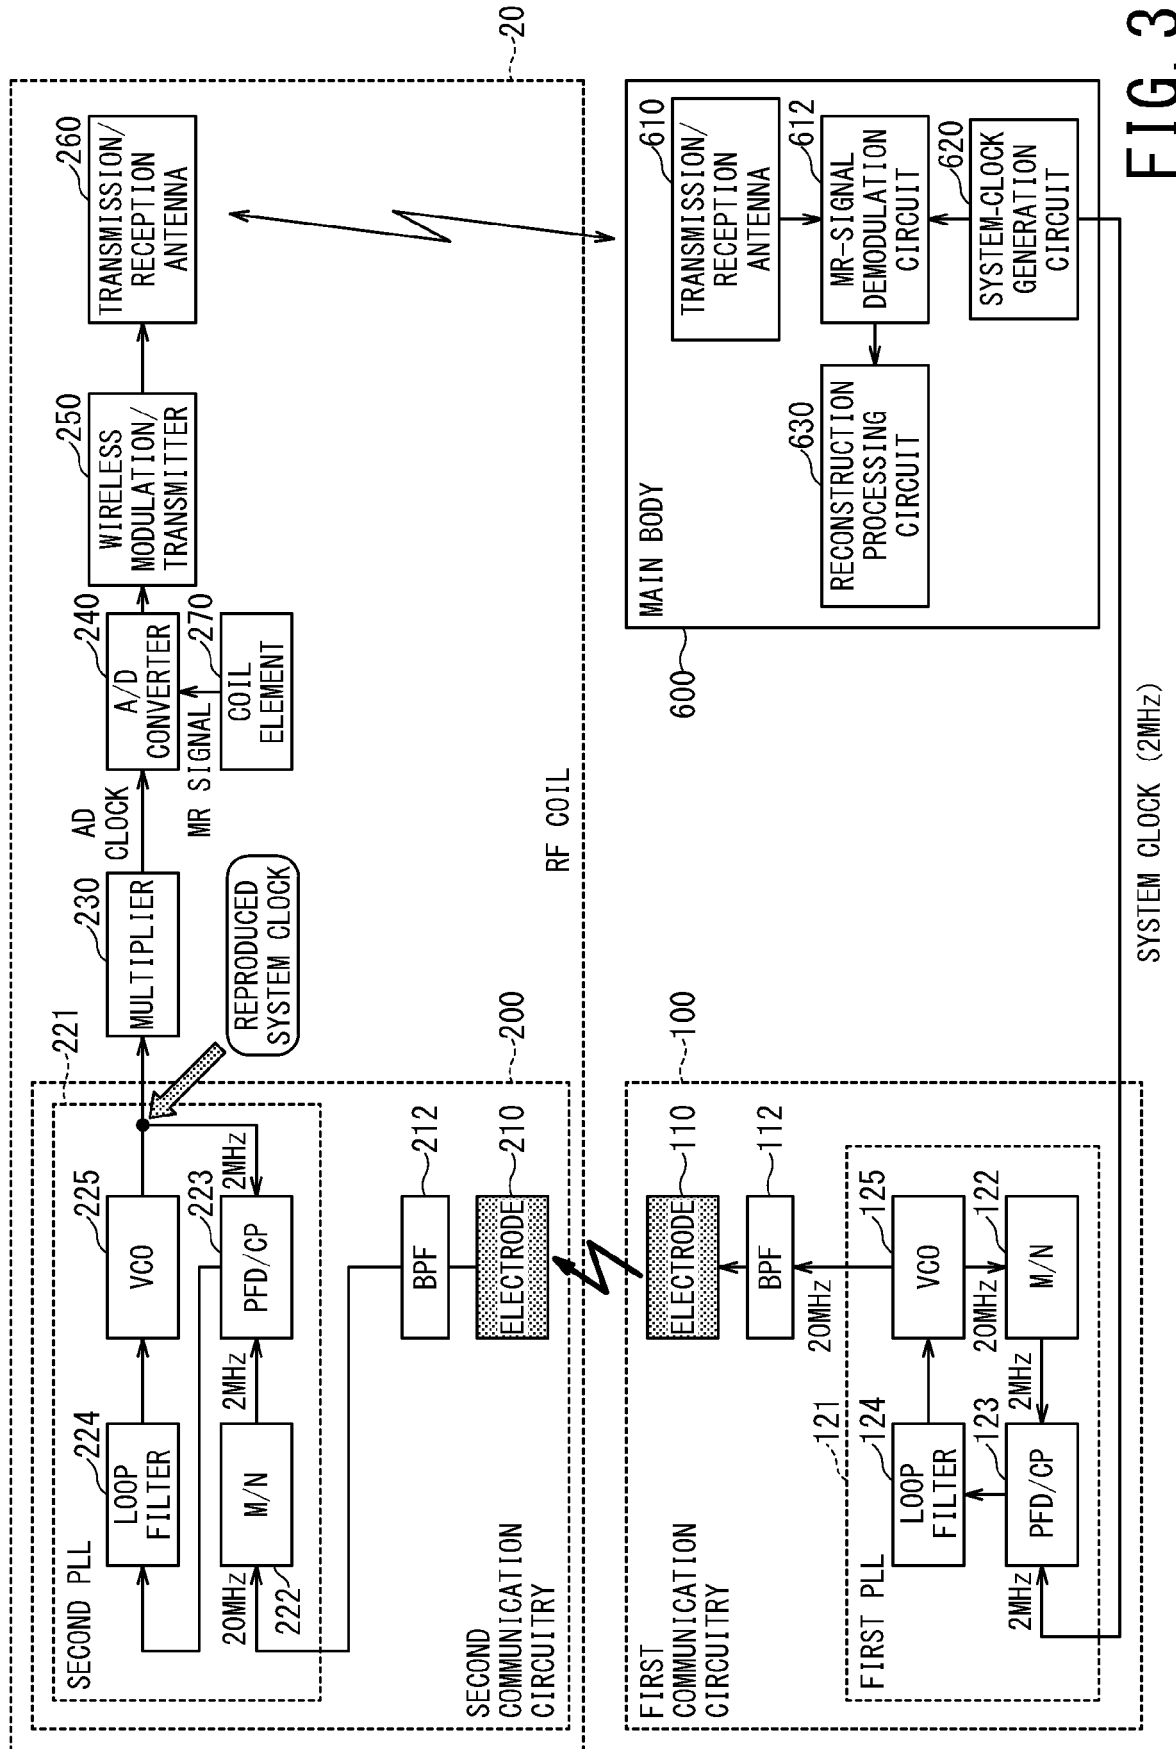 20
260
TRANSMISSION/
RECEPTION
ANTENNA
250
WIRELESS
MODULATION/
TRANSMITTER
240
A/D
CONVERTER
270
COIL
ELEMENT
MR SIGNAL
AD
CLOCK
230
MULTIPLIER
REPRODUCED
SYSTEM CLOCK
RF COIL
221
SECOND PLL
225
VCO
224
LOOP
FILTER
223
PFD/CP
2MHz
2MHz
M/N
222
20MHz
200
212
BPF
210
ELECTRODE
SECOND
COMMUNICATION
CIRCUITRY
100
110
ELECTRODE
112
BPF
20MHz
FIRST
COMMUNICATION
CIRCUITRY
121
FIRST PLL
125
VCO
124
LOOP
FILTER
20MHz
122
M/N
2MHz
123
PFD/CP
2MHz
SYSTEM CLOCK (2MHz)
600
MAIN BODY
610
TRANSMISSION/
RECEPTION
ANTENNA
612
MR-SIGNAL
DEMODULATION
CIRCUIT
620
SYSTEM-CLOCK
GENERATION
CIRCUIT
630
RECONSTRUCTION
PROCESSING
CIRCUIT
FIG. 3